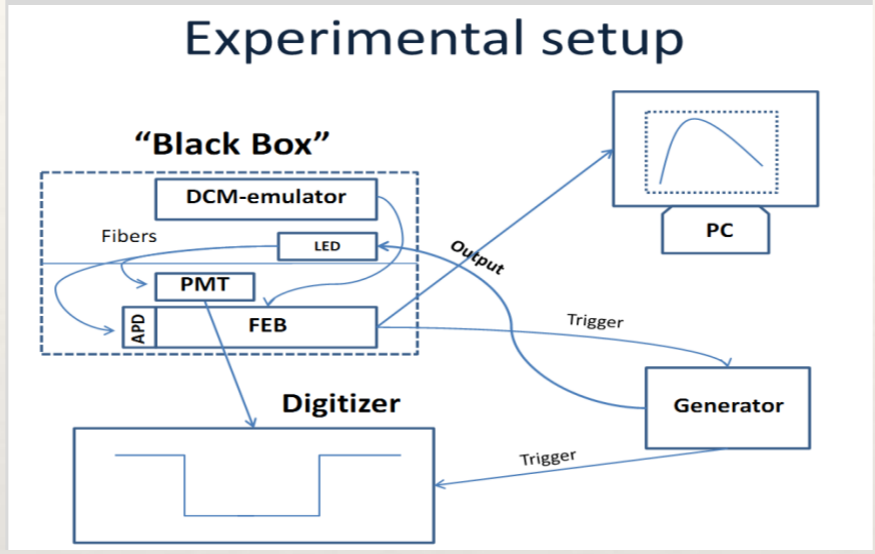 Experimental setup
“Black Box”
DCM-emulator
Fibers
LED
Output
PC
PMT
APD
FEB
Trigger
Digitizer
Generator
Trigger